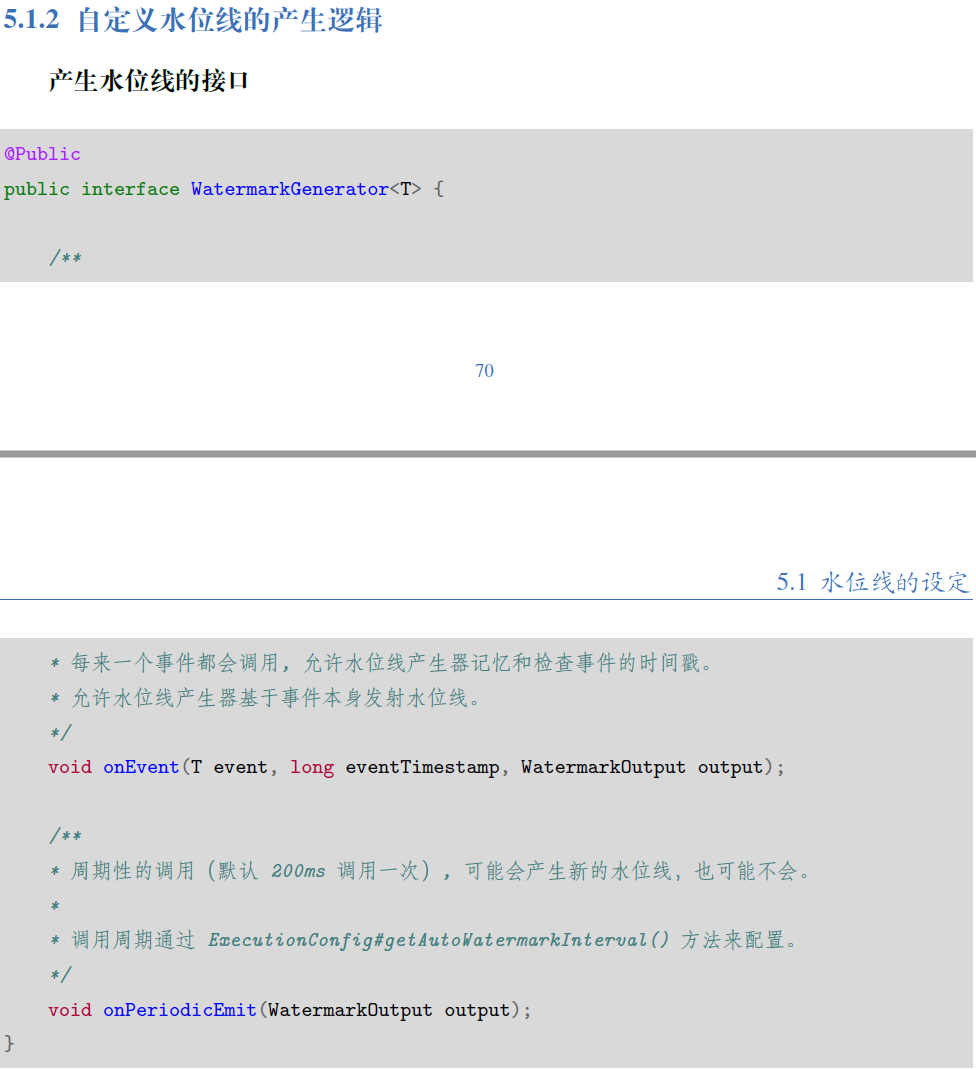 5.1.2 自定义水位线的产生逻辑
产生水位线的接口
@Public
public interface WatermarkGenerator<T> {
/**
70
5.1 水位线的设定
* 每来一个事件都会调用，允许水位线产生器记忆和检查事件的时间戳。
* 允许水位线产生器基于事件本身发射水位线。
*/
void onEvent(T event, long eventTimestamp, WatermarkOutput output);
/**
* 周期性的调用（默认 200ms 调用一次），可能会产生新的水位线，也可能不会。
*
* 调用周期通过 ExecutionConfig#getAutoWatermarkInterval() 方法来配置。
*/
void onPeriodicEmit(WatermarkOutput output);
}